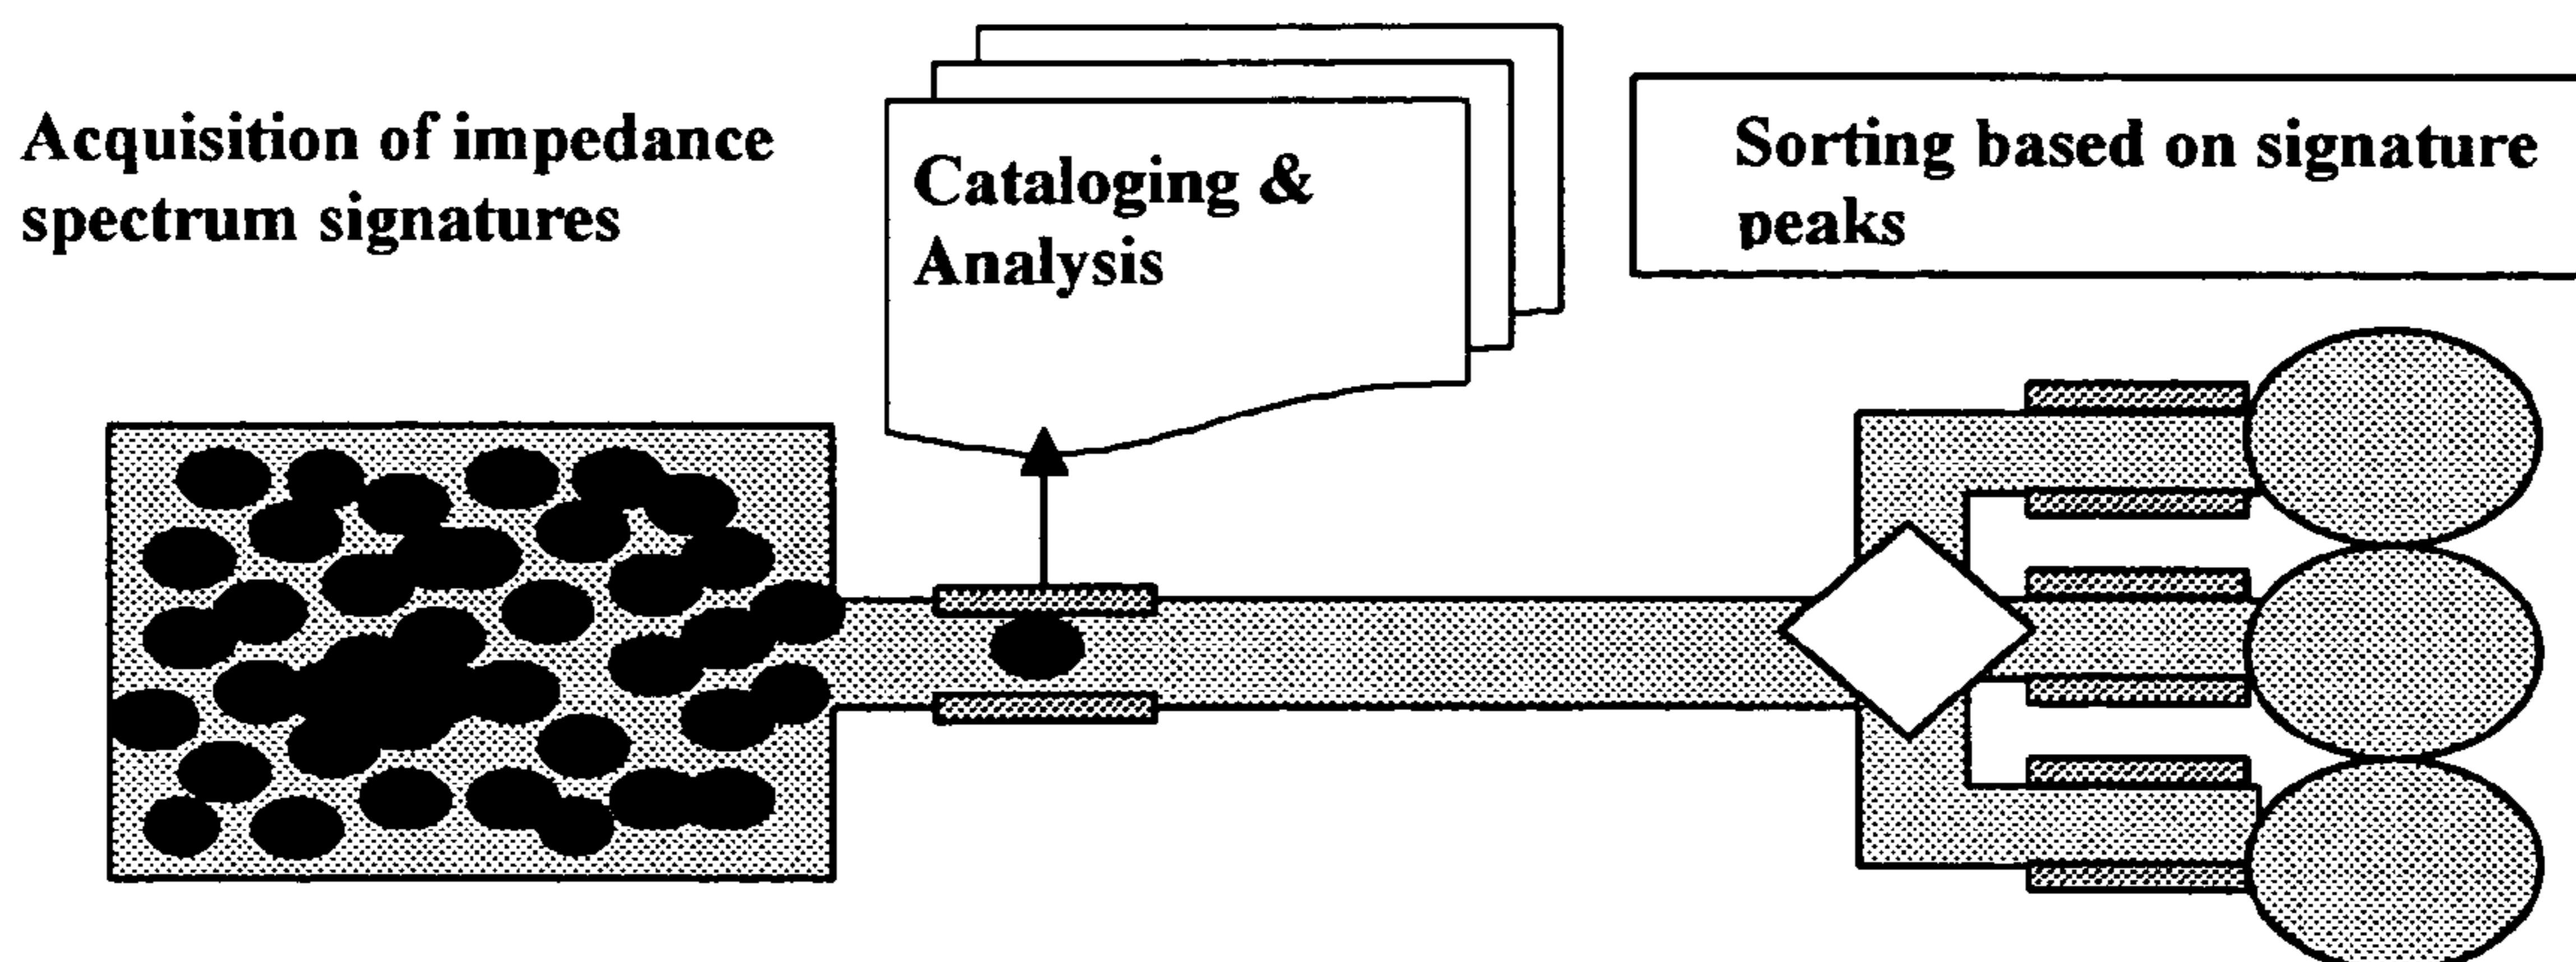 Acquisition of impedance
spectrum signatures
Cataloging &
Analysis
Sorting based on signature
peaks